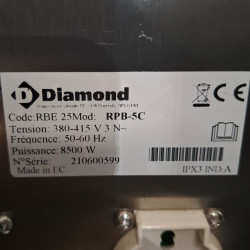 Diamond
Code:RBE 25Mod: RPB-5C
Tension: 380-415 V 3 N~
Fréquence: 50-60 Hz
Puissance: 8500 W
N°Série: 210600599
Made in EC
IPX3 IND:A